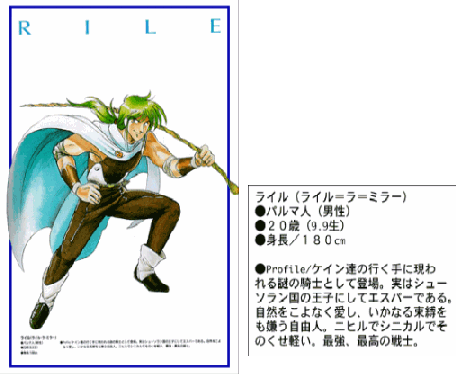 RILE
ライル（ライル＝ラ＝ミラー）
●パルマ人（男性）
●２０歳（9.9生）
●身長／１８０cm
●Profile/ケイン達の行く手に現わ
れる謎の騎士として登場。実はシュー
ソラン国の王子にしてエスパーである。
自然をこよなく愛し、いかなる束縛を
も嫌う自由人。ニヒルでシニカルでそ
のくせ軽い。最強、最高の戦士。